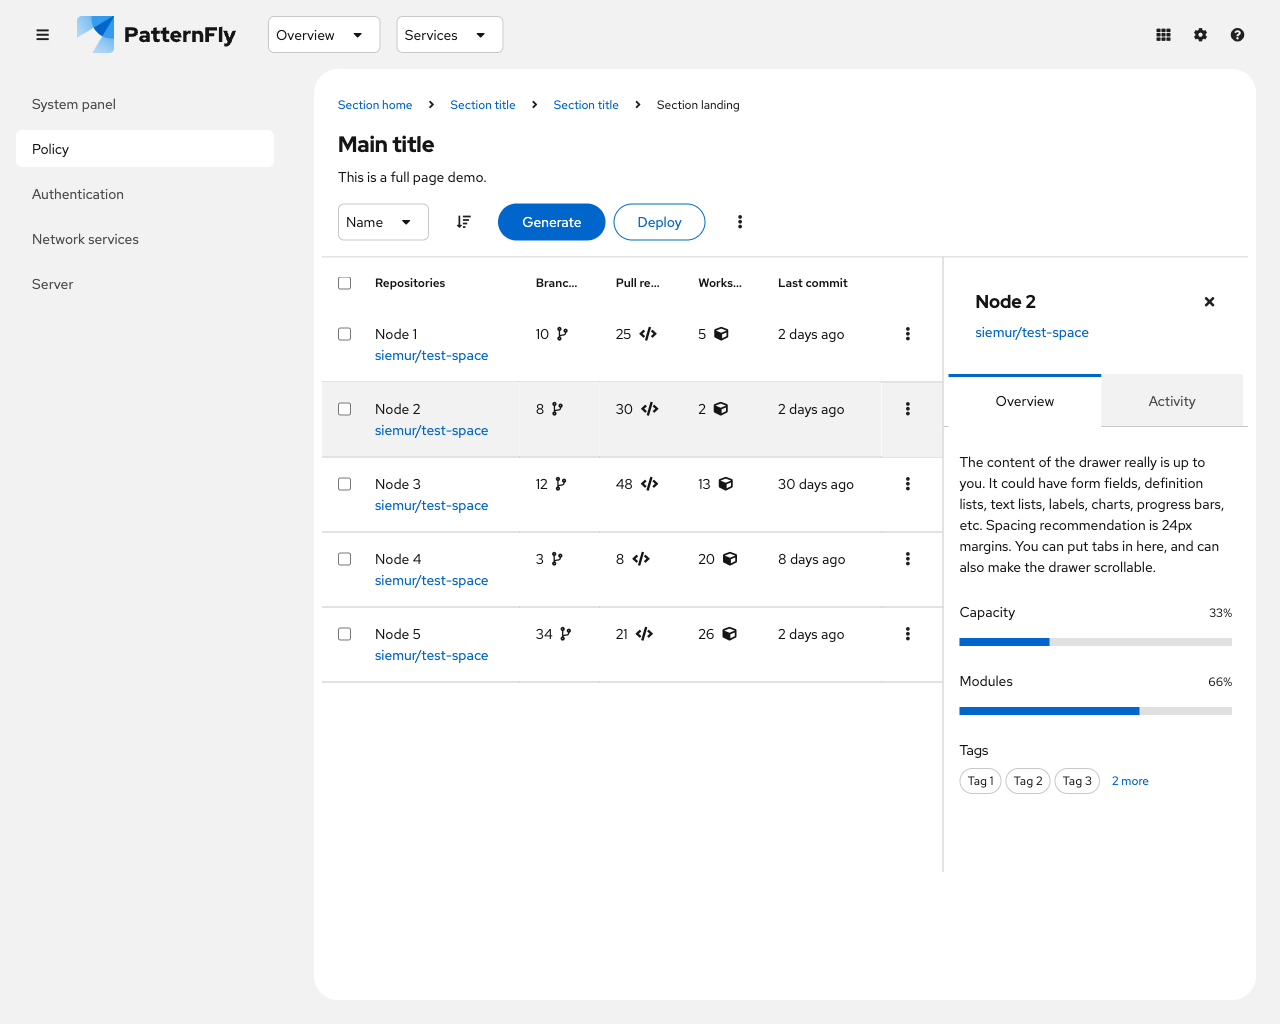 PatternFly
Overview
Services
System panel
Policy
Authentication
Network services
Server
Section home
Section title
Section title
Section landing
Main title
This is a full page demo.
Name
Generate
Deploy
Repositories
Branc...
Pull re...
Works...
Last commit
Node 1
siemur/test-space
10
25
5
2 days ago
Node 2
siemur/test-space
8
30
2
2 days ago
Node 3
siemur/test-space
12
48
13
30 days ago
Node 4
siemur/test-space
3
8
20
8 days ago
Node 5
siemur/test-space
34
21
26
2 days ago
Node 2
siemur/test-space
Overview
Activity
The content of the drawer really is up to
you. It could have form fields, definition
lists, text lists, labels, charts, progress bars,
etc. Spacing recommendation is 24px
margins. You can put tabs in here, and can
also make the drawer scrollable.
Capacity
33%
Modules
66%
Tags
Tag 1
Tag 2
Tag 3
2 more